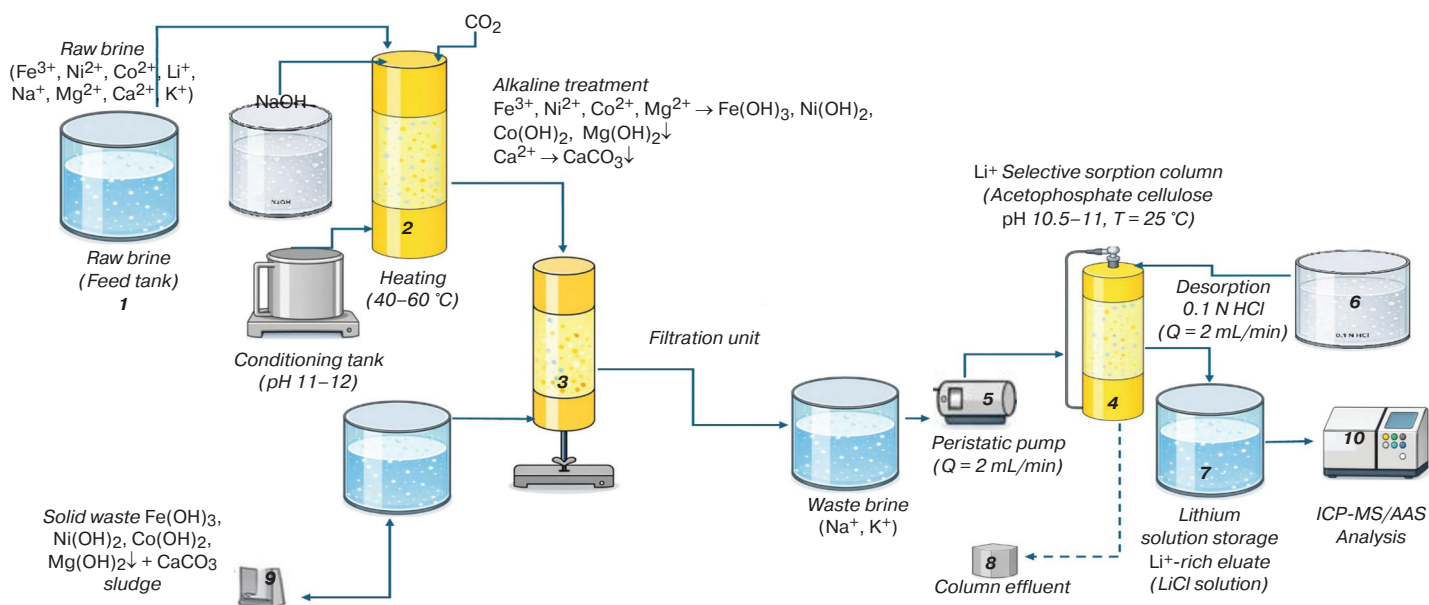 CO₂
Raw brine
(Fe³⁺, Ni²⁺, Co²⁺, Li⁺,
Na⁺, Mg²⁺, Ca²⁺, K⁺)
NaOH
NaOH
Raw brine
(Feed tank)
1
2
Heating
(40–60 °C)
Conditioning tank
(pH 11–12)
Alkaline treatment
Fe³⁺, Ni²⁺, Co²⁺, Mg²⁺ → Fe(OH)₃, Ni(OH)₂,
Co(OH)₂, Mg(OH)₂↓
Ca²⁺ → CaCO₃↓
3
Filtration unit
Solid waste Fe(OH)₃,
Ni(OH)₂, Co(OH)₂,
Mg(OH)₂↓ + CaCO₃
sludge
9
Waste brine
(Na⁺, K⁺)
5
Peristatic pump
(Q = 2 mL/min)
Li⁺ Selective sorption column
(Acetophosphate cellulose
pH 10.5–11, T = 25 °C)
4
Desorption
0.1 N HCl
(Q = 2 mL/min)
6
0.1 N HCl
7
Lithium
solution storage
Li⁺-rich eluate
(LiCl solution)
8
Column effluent
10
ICP-MS/AAS
Analysis